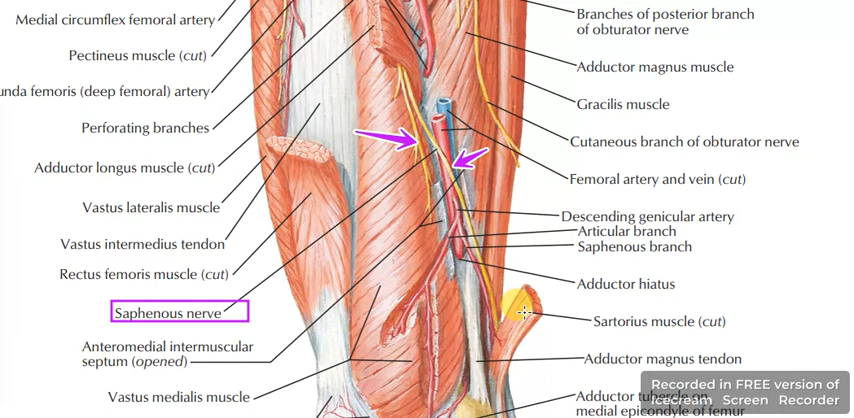 Medial circumflex femoral artery
Pectineus muscle (cut)
unda femoris (deep femoral) artery
Perforating branches
Adductor longus muscle (cut)
Vastus lateralis muscle
Vastus intermedius tendon
Rectus femoris muscle (cut)
Saphenous nerve
Anteromedial intermuscular
septum (opened)
Vastus medialis muscle
Branches of posterior branch
of obturator nerve
Adductor magnus muscle
Gracilis muscle
Cutaneous branch of obturator nerve
Femoral artery and vein (cut)
Descending genicular artery
Articular branch
Saphenous branch
Adductor hiatus
Sartorius muscle (cut)
Adductor magnus tendon
Adductor tubercle on
medial epicondyle of femur
Recorded in FREE version of
Icecream Screen Recorder